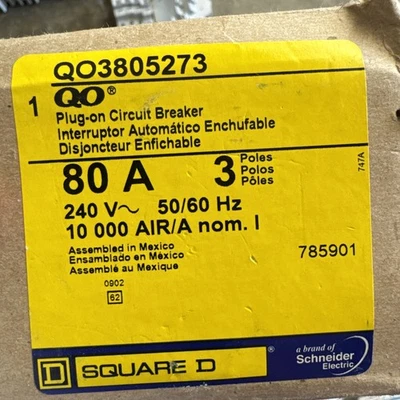 QO3805273
1 QO®
Plug-on Circuit Breaker
Interruptor Automático Enchufable
Disjoncteur Enfichable
80 A 3 Poles
Polos
Pôles
240 V~ 50/60 Hz
10 000 AIR/A nom. I
Assembled in Mexico
Ensamblado en México
Assemblé au Mexique
785901
0902
62
747A
D SQUARE D ®
a brand of
Schneider
Electric